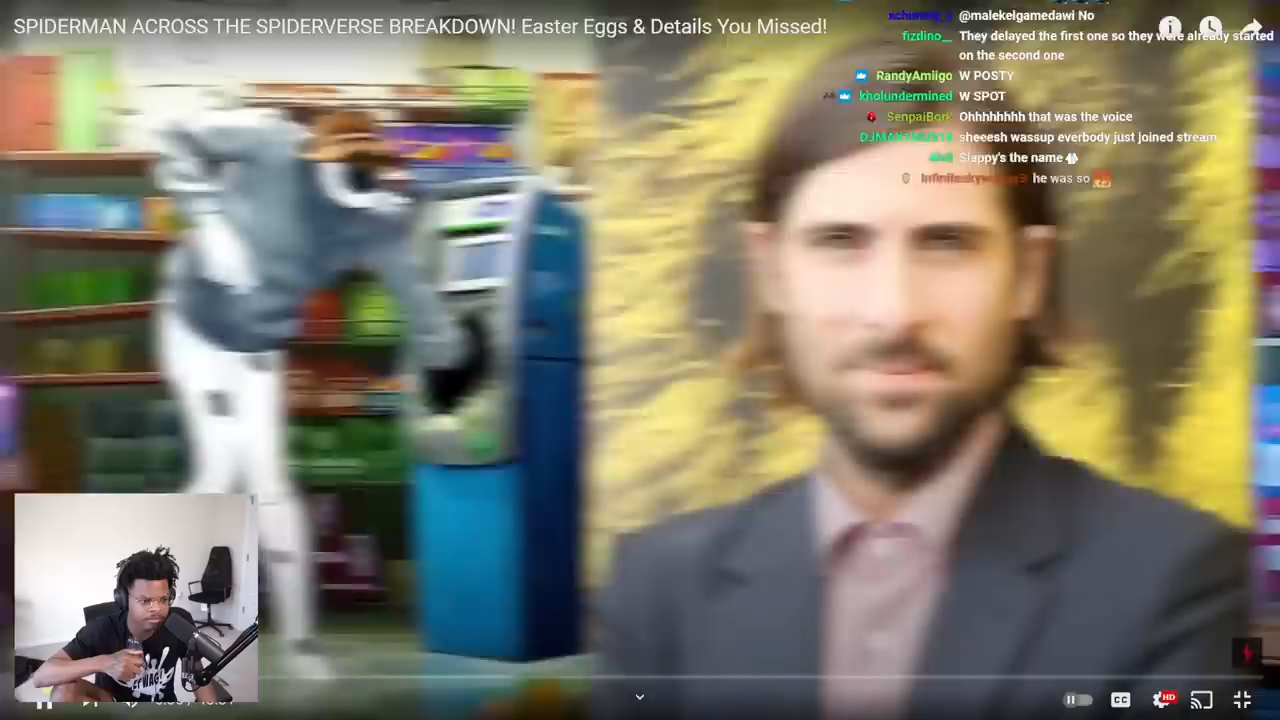 SPIDERMAN ACROSS THE SPIDERVERSE BREAKDOWN! Easter Eggs & Details You Missed!
@malekelgamedawi No
fizdino__ They delayed the first one so they were already started
on the second one
RandyAmiigo W POSTY
kholundermined W SPOT
SenpaiBork Ohhhhhhhh that was the voice
sheeesh wassup everbody just joined stream
Slappy's the name
he was so
CC
HD